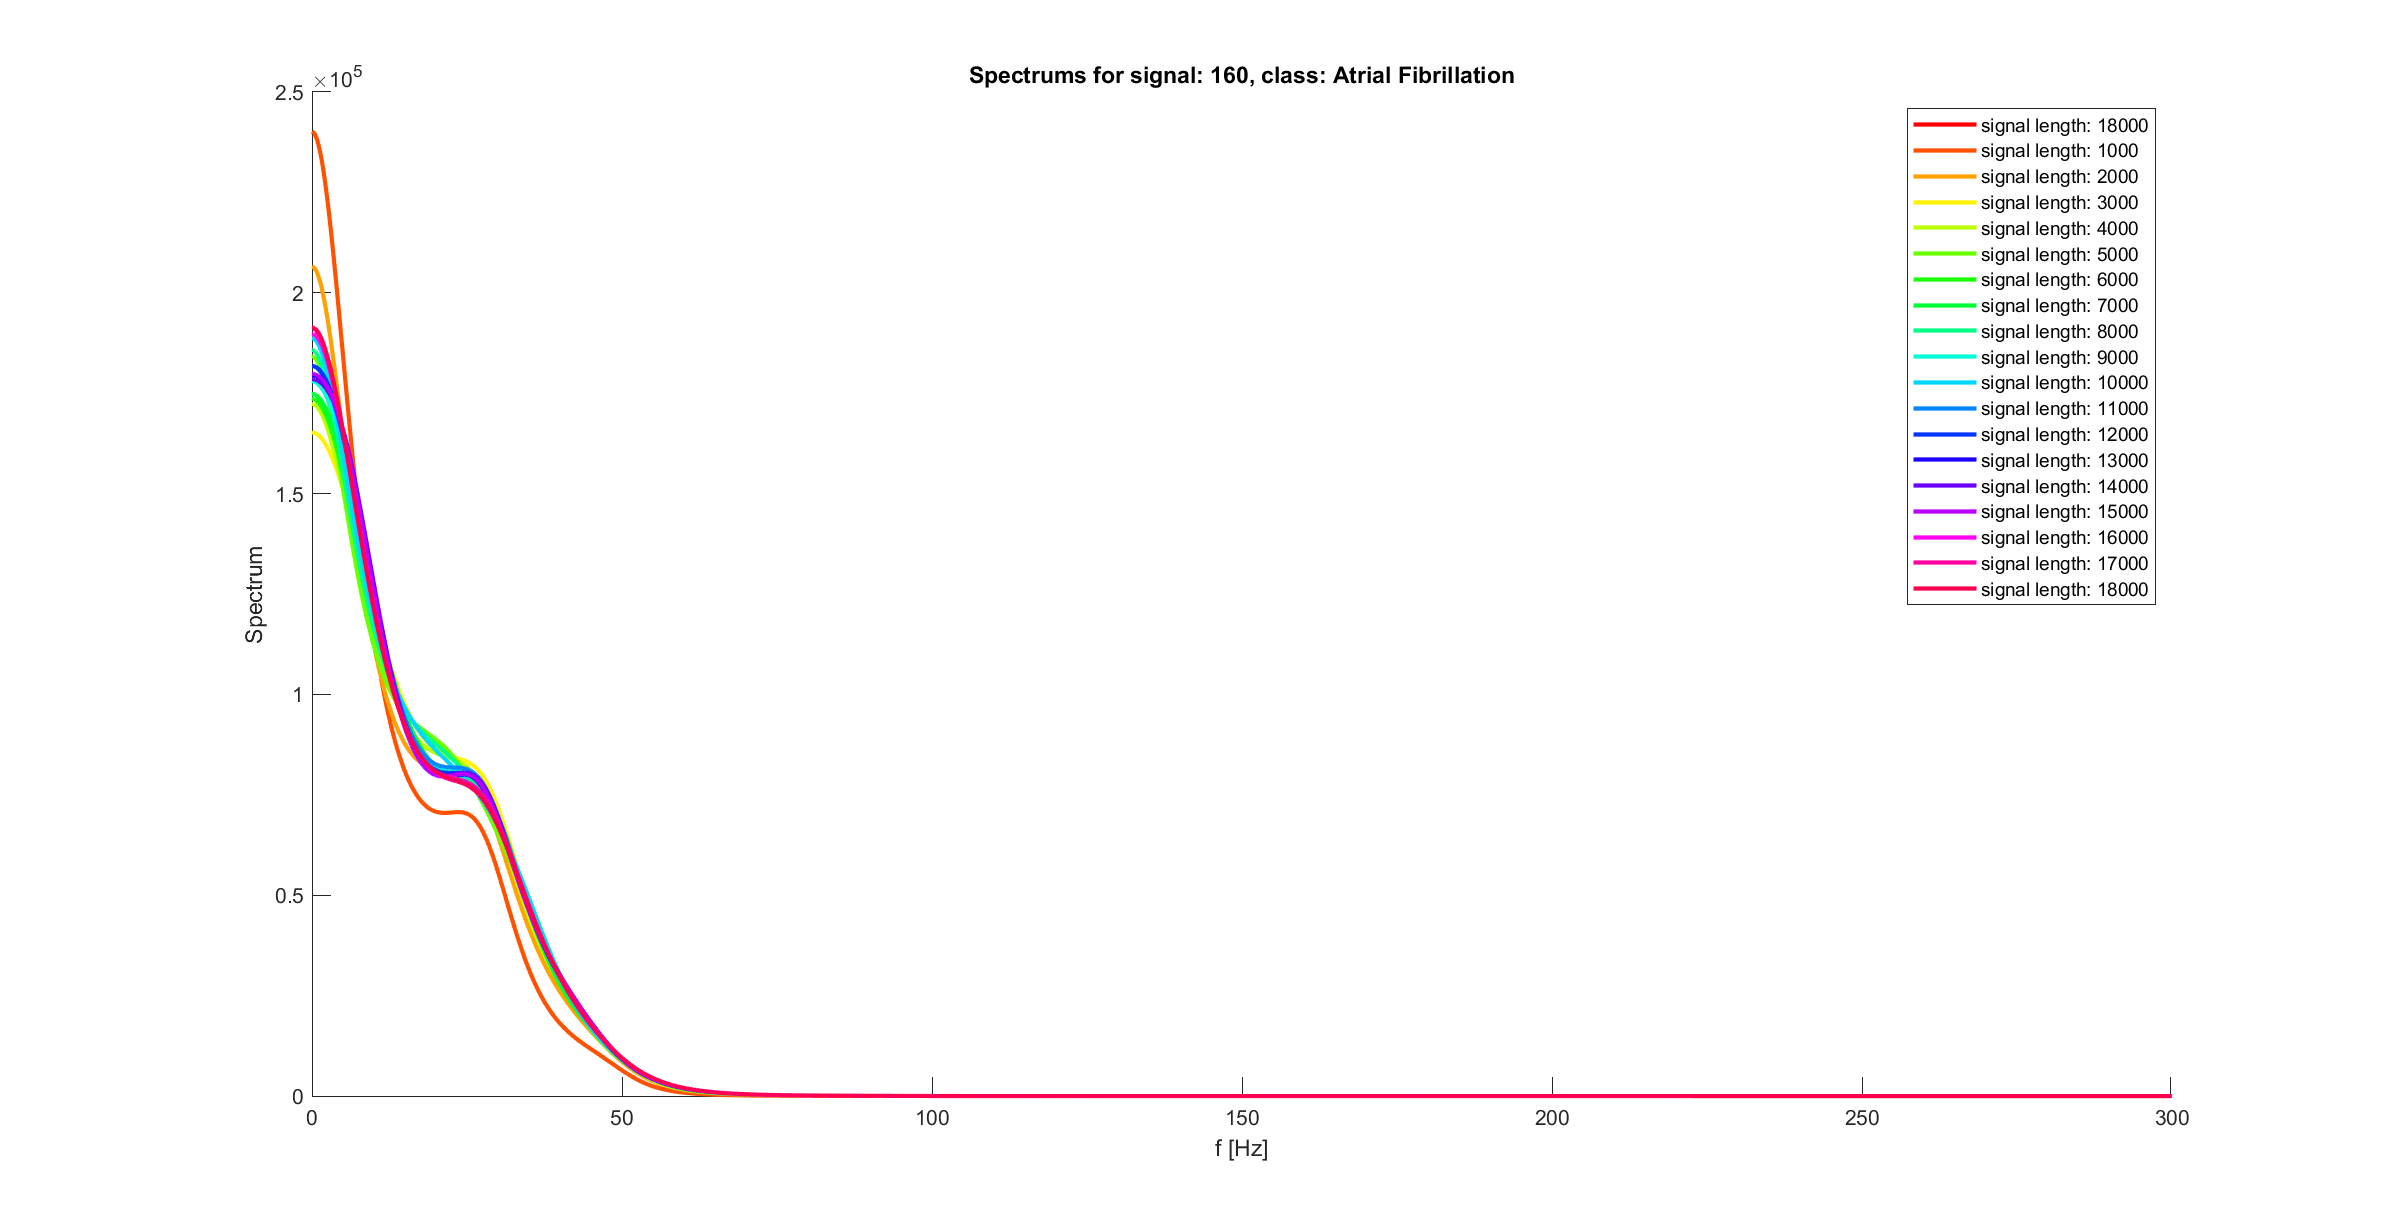 Spectrums for signal: 160, class: Atrial Fibrillation
×10^5
2.5
2
1.5
1
0.5
0
Spectrum
0 50 100 150 200 250 300
f [Hz]
signal length: 18000
signal length: 1000
signal length: 2000
signal length: 3000
signal length: 4000
signal length: 5000
signal length: 6000
signal length: 7000
signal length: 8000
signal length: 9000
signal length: 10000
signal length: 11000
signal length: 12000
signal length: 13000
signal length: 14000
signal length: 15000
signal length: 16000
signal length: 17000
signal length: 18000